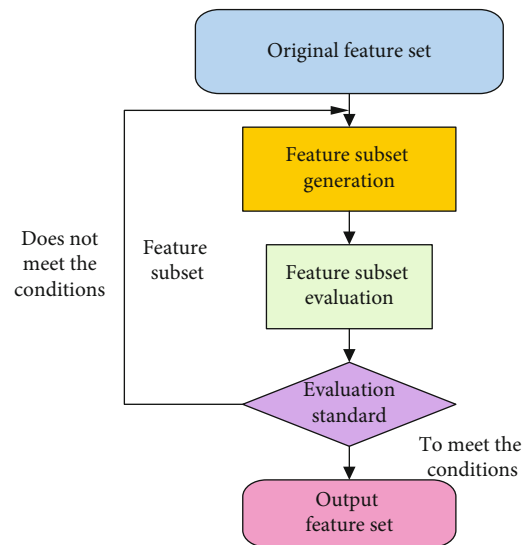 Original feature set
Feature subset
generation
Does not
meet the
conditions
Feature
subset
Feature subset
evaluation
Evaluation
standard
To meet the
conditions
Output
feature set